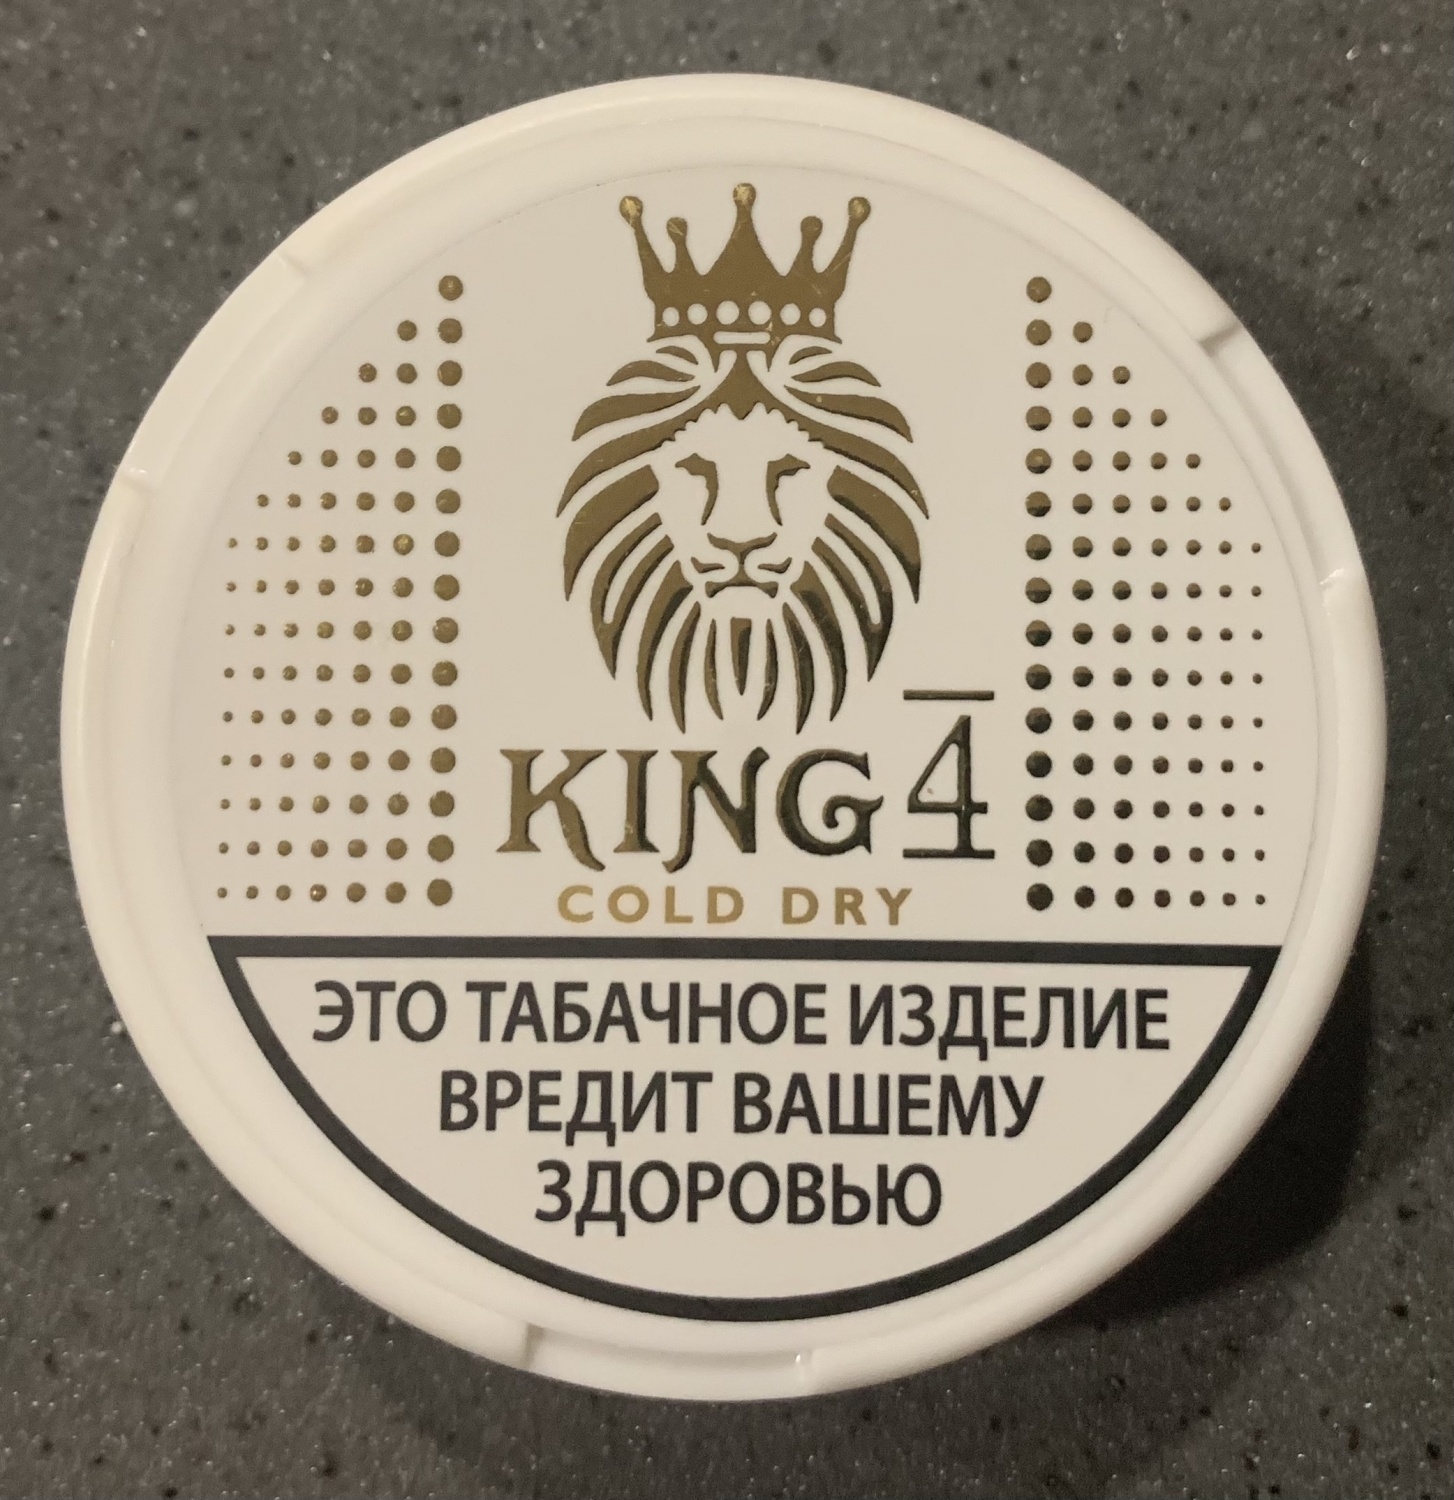 KING 4
COLD DRY
ЭТО ТАБАЧНОЕ ИЗДЕЛИЕ
ВРЕДИТ ВАШЕМУ
ЗДОРОВЬЮ